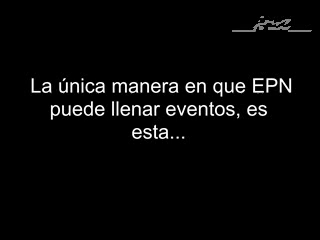 La única manera en que EPN
puede llenar eventos, es
esta...